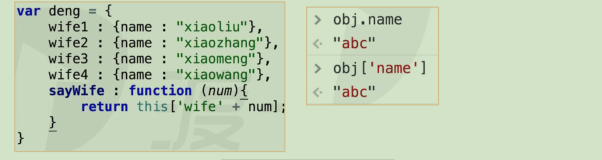 var deng = {
wife1 : {name : "xiaoliu"},
wife2 : {name : "xiaozhang"},
wife3 : {name : "xiaomeng"},
wife4 : {name : "xiaowang"},
sayWife : function (num){
return this['wife' + num];
}
}
> obj.name
< "abc"
> obj['name']
< "abc"